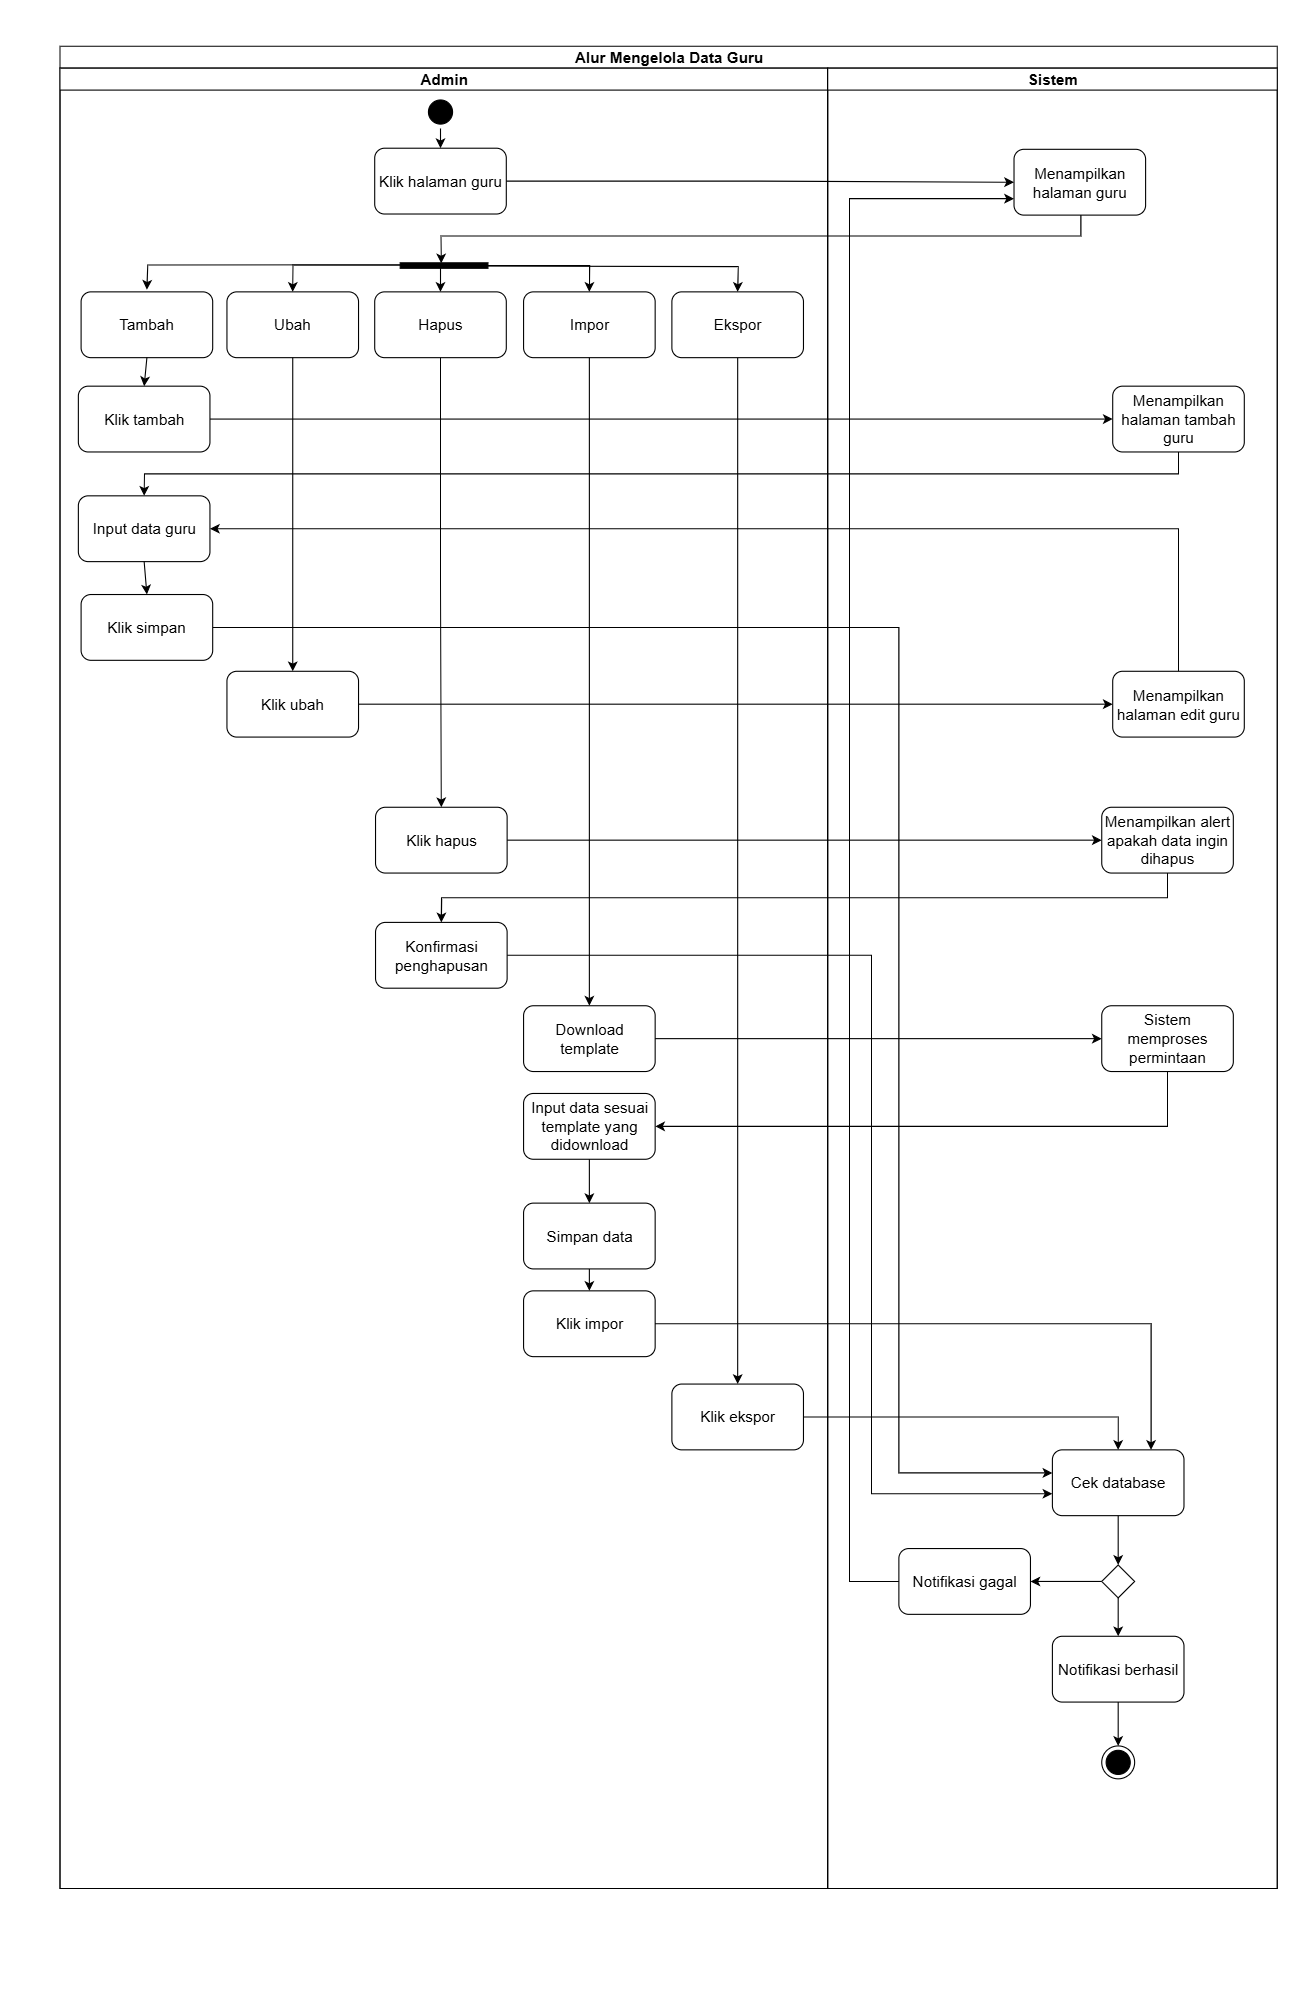 Alur Mengelola Data Guru
Admin
Sistem
Klik halaman guru
Menampilkan
halaman guru
Tambah
Ubah
Hapus
Impor
Ekspor
Klik tambah
Menampilkan
halaman tambah
guru
Input data guru
Klik simpan
Klik ubah
Menampilkan
halaman edit guru
Klik hapus
Menampilkan alert
apakah data ingin
dihapus
Konfirmasi
penghapusan
Download
template
Sistem
memproses
permintaan
Input data sesuai
template yang
didownload
Simpan data
Klik impor
Klik ekspor
Cek database
Notifikasi gagal
Notifikasi berhasil